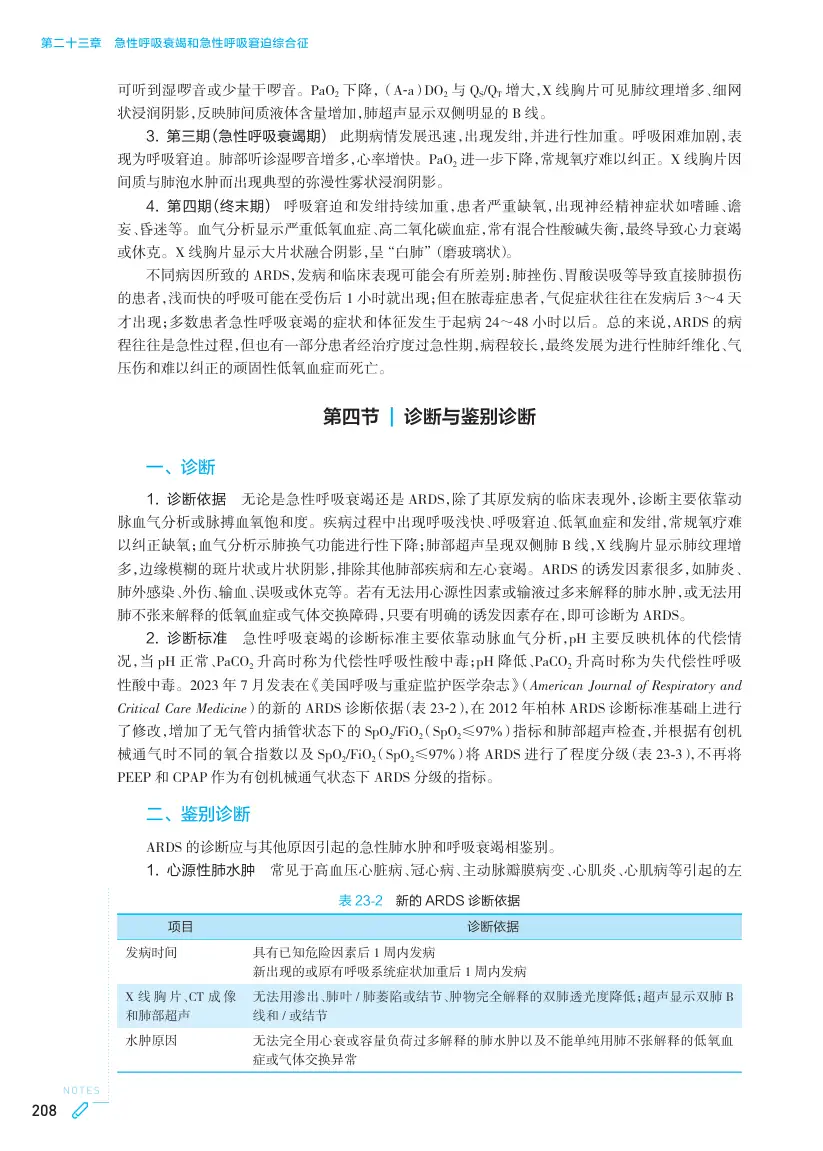 第二十三章 急性呼吸衰竭和急性呼吸窘迫综合征
可听到湿啰音或少量干啰音。PaO₂ 下降，（A-a）DO₂ 与 Qs/QT 增大，X 线胸片可见肺纹理增多、细网
状浸润阴影，反映肺间质液体含量增加，肺超声显示双侧明显的 B 线。
3. 第三期（急性呼吸衰竭期） 此期病情发展迅速，出现发绀，并进行性加重。呼吸困难加剧，表
现为呼吸窘迫。肺部听诊湿啰音增多，心率增快。PaO₂ 进一步下降，常规氧疗难以纠正。X 线胸片因
间质与肺泡水肿而出现典型的弥漫性雾状浸润阴影。
4. 第四期（终末期） 呼吸窘迫和发绀持续加重，患者严重缺氧，出现神经精神症状如嗜睡、谵
妄、昏迷等。血气分析显示严重低氧血症、高二氧化碳血症，常有混合性酸碱失衡，最终导致心力衰竭
或休克。X 线胸片显示大片状融合阴影，呈“白肺”（磨玻璃状）。
不同病因所致的 ARDS，发病和临床表现可能会有所差别：肺挫伤、胃酸误吸等导致直接肺损伤
的患者，浅而快的呼吸可能在受伤后 1 小时就出现；但在脓毒症患者，气促症状往往在发病后 3～4 天
才出现；多数患者急性呼吸衰竭的症状和体征发生于起病 24～48 小时以后。总的来说，ARDS 的病
程往往是急性过程，但也有一部分患者经治疗度过急性期，病程较长，最终发展为进行性肺纤维化、气
压伤和难以纠正的顽固性低氧血症而死亡。
第四节 | 诊断与鉴别诊断
一、诊断
1. 诊断依据 无论是急性呼吸衰竭还是 ARDS，除了其原发病的临床表现外，诊断主要依靠动
脉血气分析或脉搏血氧饱和度。疾病过程中出现呼吸浅快、呼吸窘迫、低氧血症和发绀，常规氧疗难
以纠正缺氧；血气分析示肺换气功能进行性下降；肺部超声呈现双侧肺 B 线，X 线胸片显示肺纹理增
多，边缘模糊的斑片状或片状阴影，排除其他肺部疾病和左心衰竭。ARDS 的诱发因素很多，如肺炎、
肺外感染、外伤、输血、误吸或休克等。若有无法用心源性因素或输液过多来解释的肺水肿，或无法用
肺不张来解释的低氧血症或气体交换障碍，只要有明确的诱发因素存在，即可诊断为 ARDS。
2. 诊断标准 急性呼吸衰竭的诊断标准主要依靠动脉血气分析，pH 主要反映机体的代偿情
况，当 pH 正常、PaCO₂ 升高时称为代偿性呼吸性酸中毒；pH 降低、PaCO₂ 升高时称为失代偿性呼吸
性酸中毒。2023 年 7 月发表在《美国呼吸与重症监护医学杂志》（American Journal of Respiratory and
Critical Care Medicine）的新的 ARDS 诊断依据（表 23-2），在 2012 年柏林 ARDS 诊断标准基础上进行
了修改，增加了无气管内插管状态下的 SpO₂/FiO₂（SpO₂≤97%）指标和肺部超声检查，并根据有创机
械通气时不同的氧合指数以及 SpO₂/FiO₂（SpO₂≤97%）将 ARDS 进行了程度分级（表 23-3），不再将
PEEP 和 CPAP 作为有创机械通气状态下 ARDS 分级的指标。
二、鉴别诊断
ARDS 的诊断应与其他原因引起的急性肺水肿和呼吸衰竭相鉴别。
1. 心源性肺水肿 常见于高血压心脏病、冠心病、主动脉瓣膜病变、心肌炎、心肌病等引起的左
表 23-2 新的 ARDS 诊断依据
项目 诊断依据
发病时间 具有已知危险因素后 1 周内发病
新出现的或原有呼吸系统症状加重后 1 周内发病
X 线胸片、CT 成像 无法用渗出、肺叶 / 肺萎陷或结节、肿物完全解释的双肺透光度降低；超声显示双肺 B
和肺部超声 线和 / 或结节
水肿原因 无法完全用心衰或容量负荷过多解释的肺水肿以及不能单纯用肺不张解释的低氧血
症或气体交换异常
NOTES
208